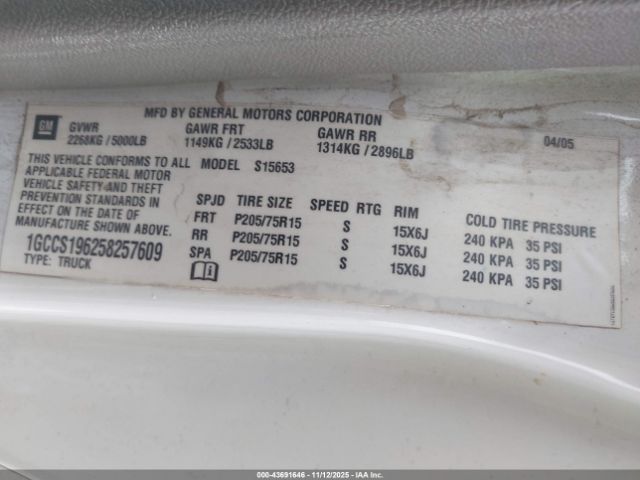 MFD BY GENERAL MOTORS CORPORATION
GM GVWR GAWR FRT GAWR RR 04/05
2268KG / 5000LB 1149KG / 2533LB 1314KG / 2896LB
THIS VEHICLE CONFORMS TO ALL MODEL S15653
APPLICABLE FEDERAL MOTOR
VEHICLE SAFETY AND THEFT
PREVENTION STANDARDS IN
EFFECT ON THE DATE OF
MANUFACTURE SHOWN ABOVE.
1GCCS196258257609
TYPE: TRUCK
SPJD TIRE SIZE SPEED RTG RIM COLD TIRE PRESSURE
FRT P205/75R15 S 15X6J 240 KPA 35 PSI
RR P205/75R15 S 15X6J 240 KPA 35 PSI
SPA P205/75R15 S 15X6J 240 KPA 35 PSI
000-43691646 - 11/12/2025 - IAAHC